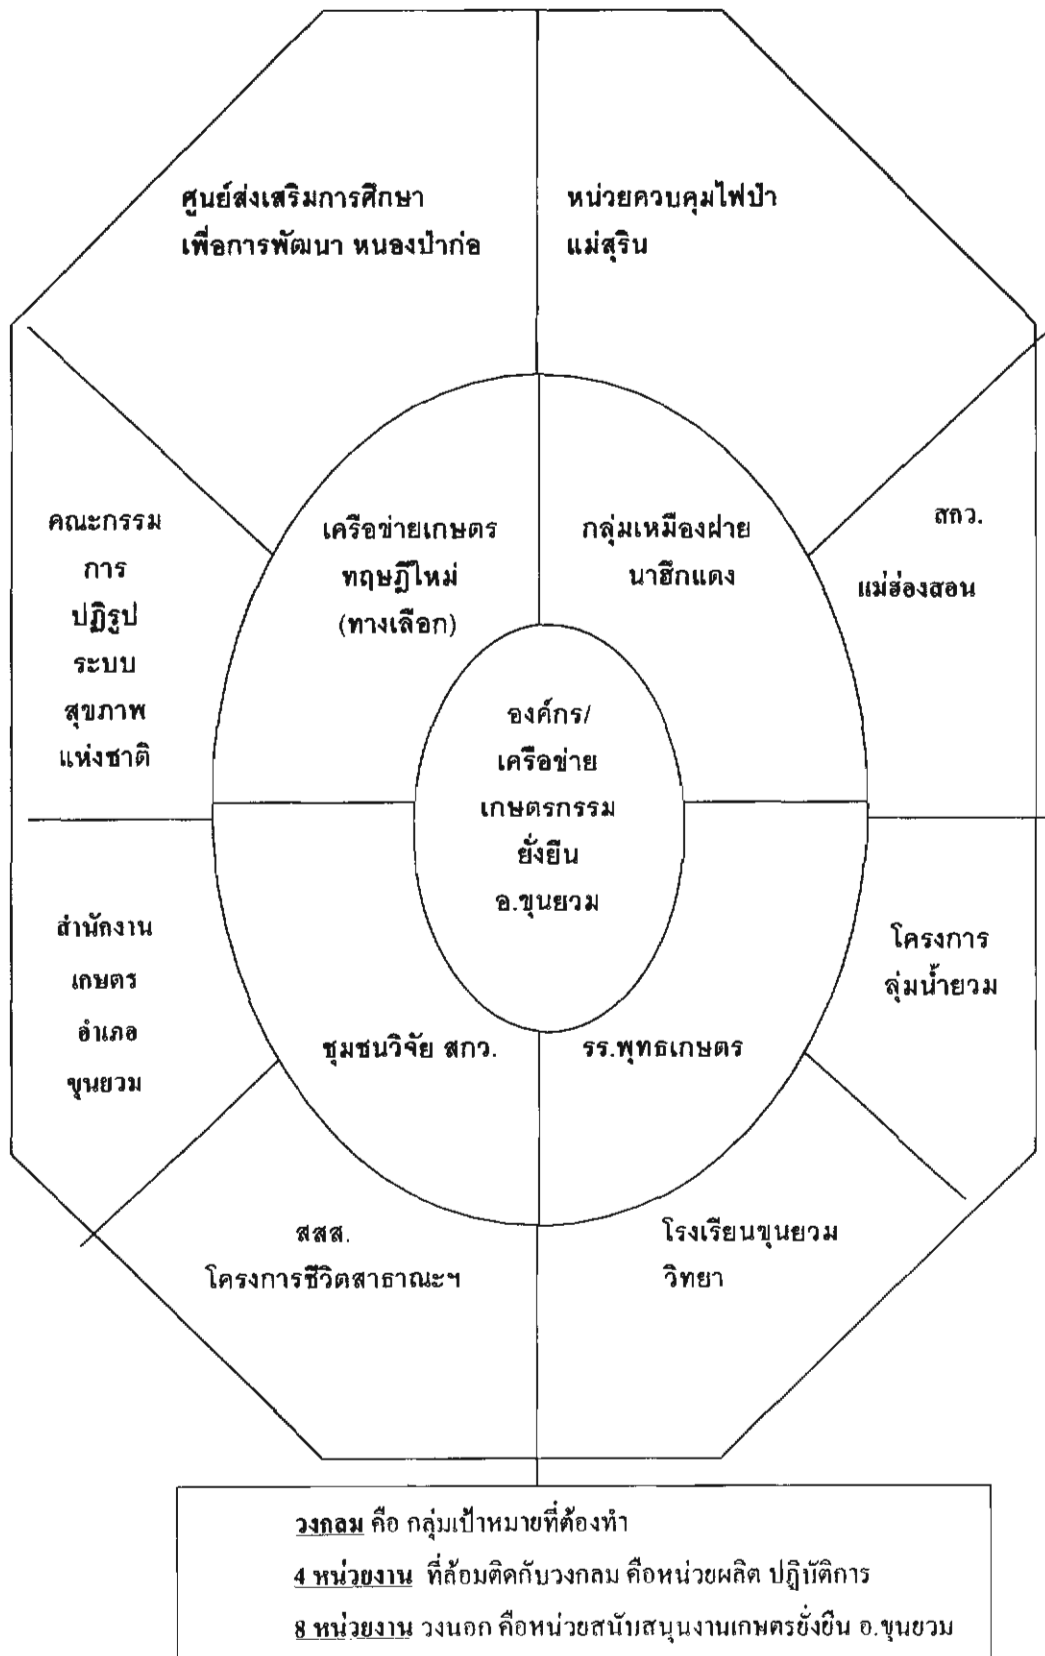 ศูนย์ส่งเสริมการศึกษา
เพื่อการพัฒนา หนองป่าก่อ
หน่วยควบคุมไฟป่า
แม่สุริน
คณะกรรม
การ
ปฏิรูป
ระบบ
สุขภาพ
แห่งชาติ
เครือข่ายเกษตร
ทฤษฎีใหม่
(ทางเลือก)
กลุ่มเหมืองฝาย
นาฮึกแดง
สกว.
แม่ฮ่องสอน
องค์กร/
เครือข่าย
เกษตรกรรม
ยั่งยืน
อ.ขุนยวม
สำนักงาน
เกษตร
อำเภอ
ขุนยวม
ชุมชนวิจัย สกว.
รร.พุทธเกษตร
โครงการ
ลุ่มน้ำยวม
สสส.
โครงการชีวิตสาธาณะฯ
โรงเรียนขุนยวม
วิทยา
วงกลม คือ กลุ่มเป้าหมายที่ต้องทำ
4 หน่วยงาน ที่ล้อมติดกับวงกลม คือหน่วยผลิต ปฎิบัติการ
8 หน่วยงาน วงนอก คือหน่วยสนับสนุนงานเกษตรยั่งยืน อ.ขุนยวม